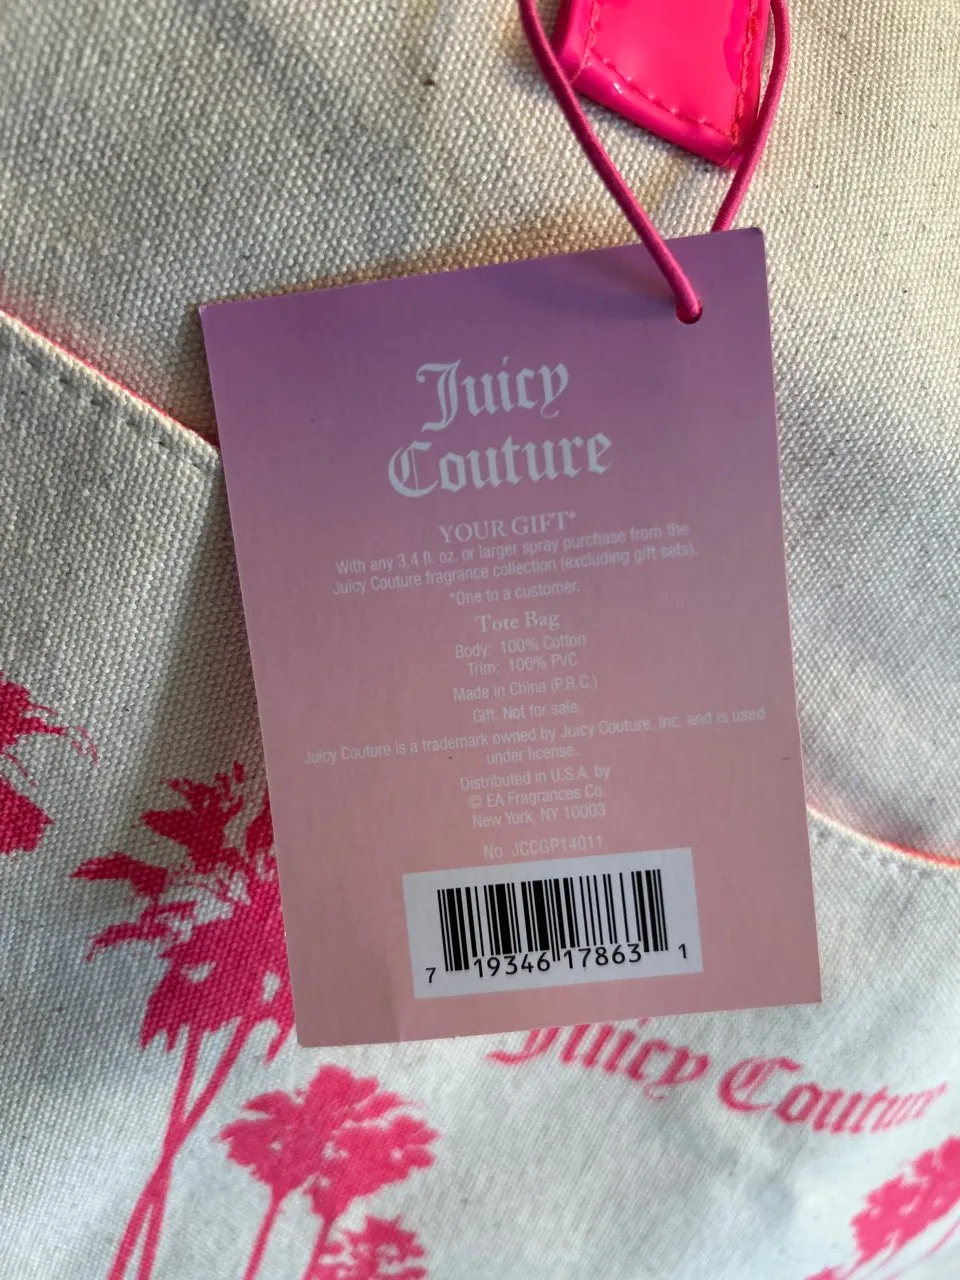 Juicy
Couture
YOUR GIFT*
With any 3.4 fl. oz. or larger spray purchase from the
Juicy Couture fragrance collection (excluding gift sets).
*One to a customer.
Tote Bag
Body: 100% Cotton
Trim: 100% PVC
Made in China (P.R.C.)
Gift. Not for sale.
Juicy Couture is a trademark owned by Juicy Couture, Inc. and is used
under license.
Distributed in U.S.A. by
© EA Fragrances Co.
New York, NY 10003
No. JCCGP14011
7 19346 17863 1
Juicy Couture